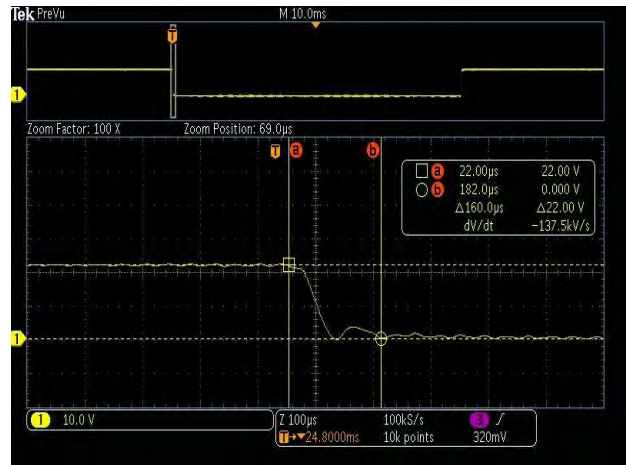 Tek PreVu
M 10.0ms
T
1
Zoom Factor: 100 X
Zoom Position: 69.0µs
T a b
a 22.00µs 22.00 V
b 182.0µs 0.000 V
Δ160.0µs Δ22.00 V
dV/dt -137.5kV/s
1
1 10.0 V
Z 100µs 100kS/s 3
T→▼24.8000ms 10k points 320mV